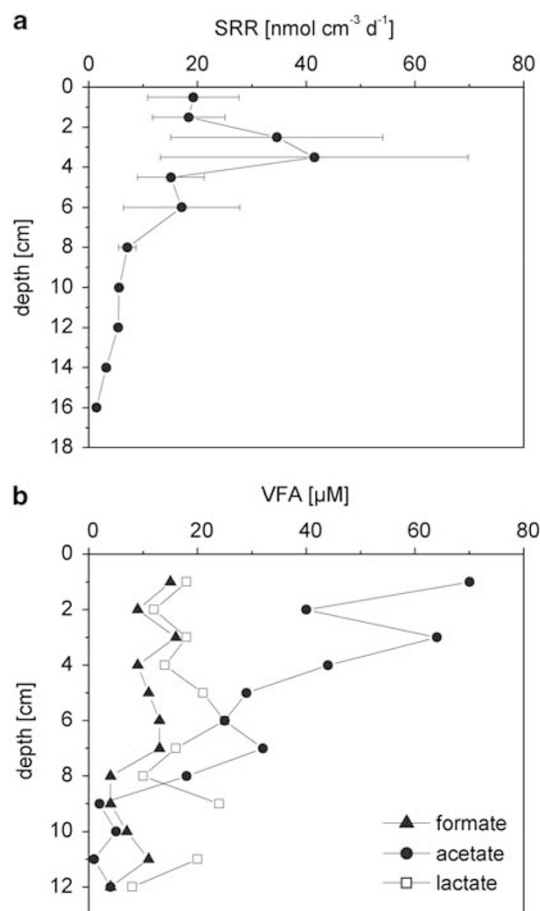 a
SRR [nmol cm⁻³ d⁻¹]
0 20 40 60 80
0
2
4
6
8
10
12
14
16
18
depth [cm]
b
VFA [µM]
0 20 40 60 80
0
2
4
6
8
10
12
depth [cm]
formate
acetate
lactate